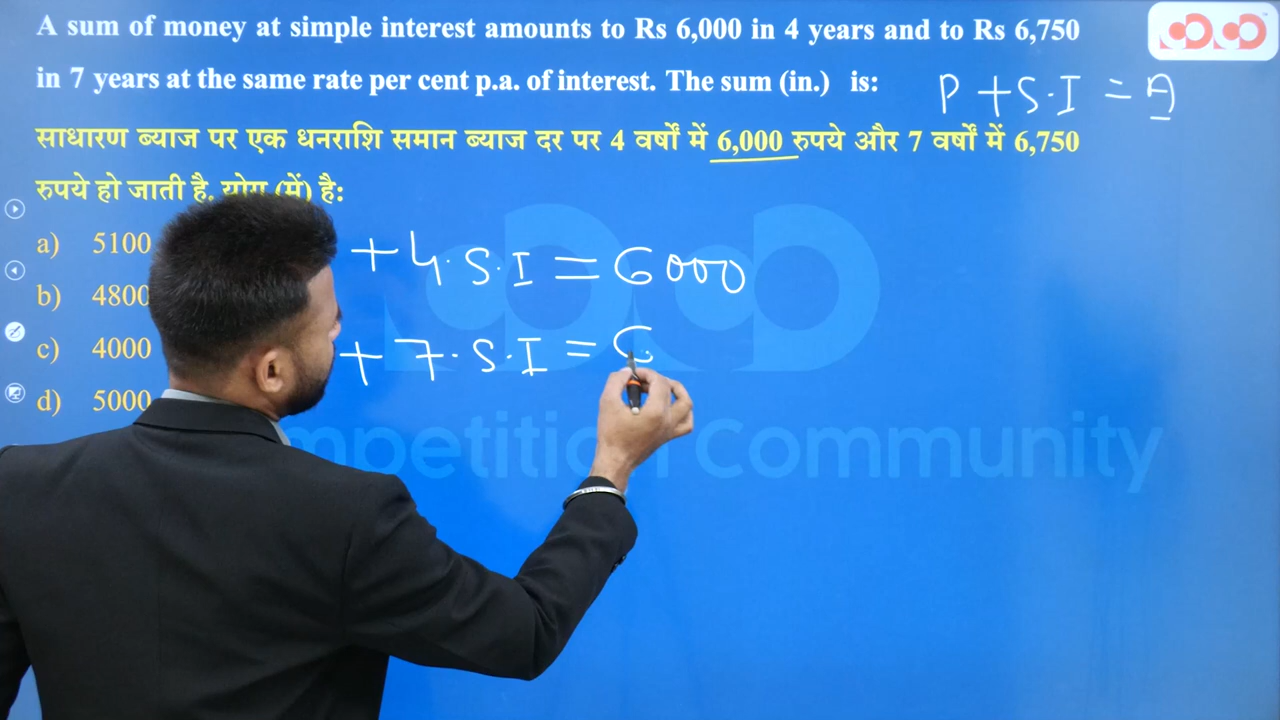 A sum of money at simple interest amounts to Rs 6,000 in 4 years and to Rs 6,750
in 7 years at the same rate per cent p.a. of interest. The sum (in.) is:
P + S.I = A
साधारण ब्याज पर एक धनराशि समान ब्याज दर पर 4 वर्षों में 6,000 रुपये और 7 वर्षों में 6,750
रुपये हो जाती है. योग (में) है:
a) 5100
+4. S.I = 6000
b) 4800
+ 7. S.I = 6
c) 4000
d) 5000
Community